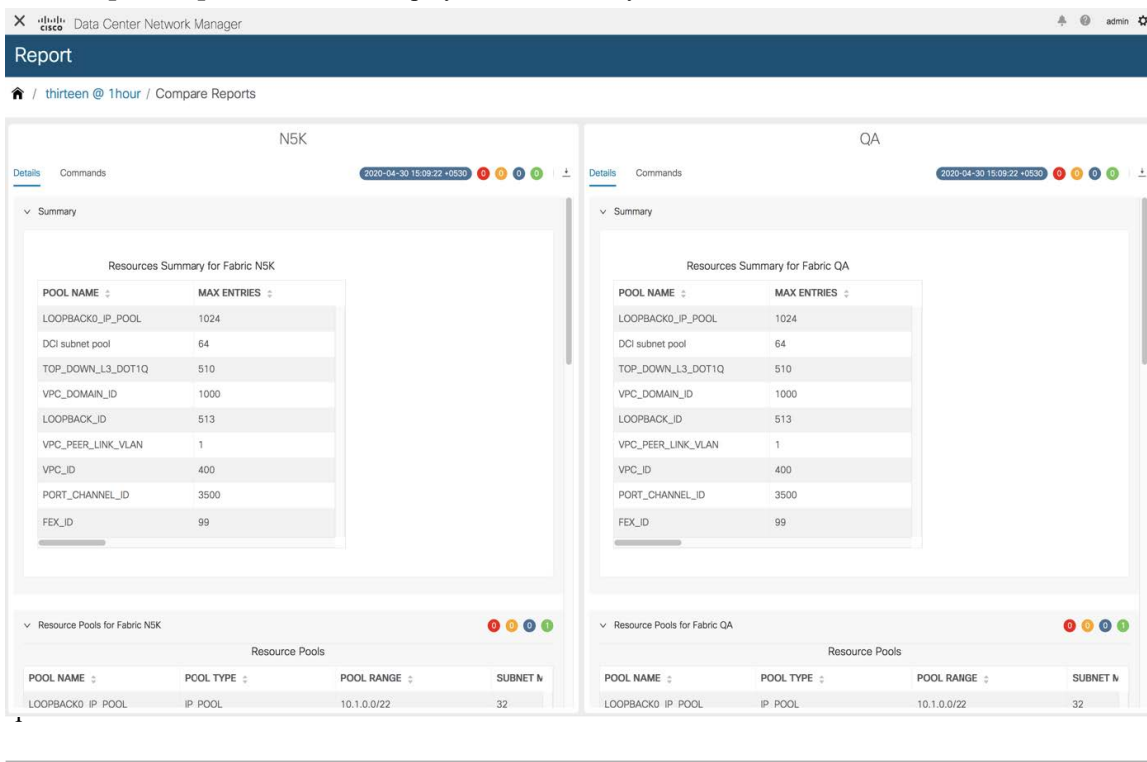 cisco Data Center Network Manager admin
Report
/ thirteen @ 1hour / Compare Reports
N5K
Details Commands 2020-04-30 15:09:22 +0530 0 0 0 0
Summary
Resources Summary for Fabric N5K
POOL NAME MAX ENTRIES
LOOPBACK0_IP_POOL 1024
DCI subnet pool 64
TOP_DOWN_L3_DOT1Q 510
VPC_DOMAIN_ID 1000
LOOPBACK_ID 513
VPC_PEER_LINK_VLAN 1
VPC_ID 400
PORT_CHANNEL_ID 3500
FEX_ID 99
Resource Pools for Fabric N5K 0 0 0 1
Resource Pools
POOL NAME POOL TYPE POOL RANGE SUBNET
LOOPBACK0 IP POOL IP POOL 10.1.0.0/22 32
QA
Details Commands 2020-04-30 15:09:22 +0530 0 0 0 0
Summary
Resources Summary for Fabric QA
POOL NAME MAX ENTRIES
LOOPBACK0_IP_POOL 1024
DCI subnet pool 64
TOP_DOWN_L3_DOT1Q 510
VPC_DOMAIN_ID 1000
LOOPBACK_ID 513
VPC_PEER_LINK_VLAN 1
VPC_ID 400
PORT_CHANNEL_ID 3500
FEX_ID 99
Resource Pools for Fabric QA 0 0 0 1
Resource Pools
POOL NAME POOL TYPE POOL RANGE SUBNET
LOOPBACK0 IP POOL IP POOL 10.1.0.0/22 32